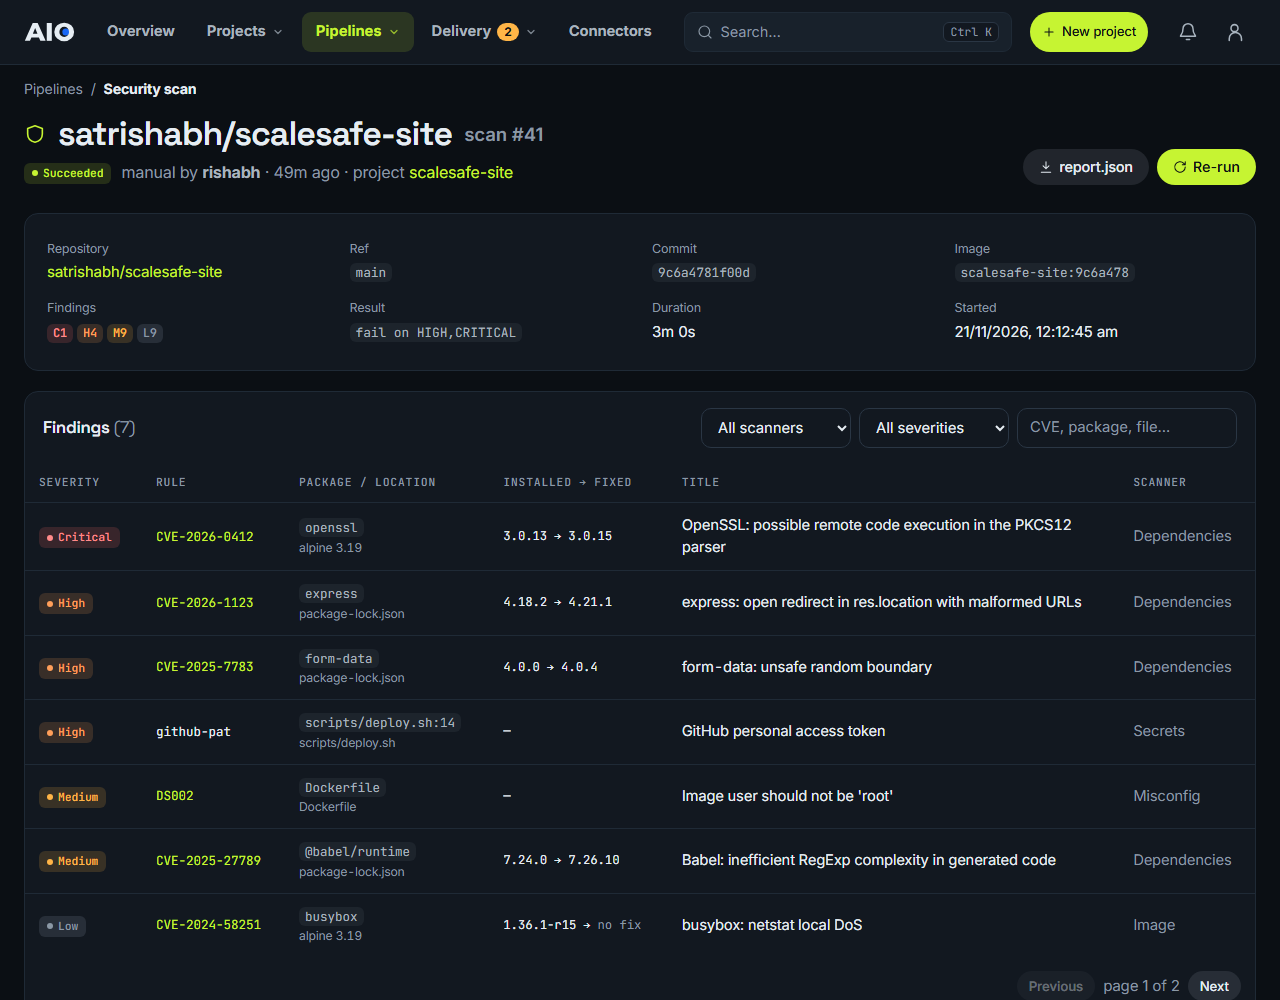 AIO Overview Projects Pipelines Delivery 2 Connectors Search... Ctrl K + New project
Pipelines / Security scan
satrishabh/scalesafe-site scan #41
Succeeded manual by rishabh · 49m ago · project scalesafe-site
report.json Re-run
Repository Ref Commit Image
satrishabh/scalesafe-site main 9c6a4781f00d scalesafe-site:9c6a478
Findings Result Duration Started
C1 H4 M9 L9 fail on HIGH,CRITICAL 3m 0s 21/11/2026, 12:12:45 am
Findings (7) All scanners All severities CVE, package, file...
SEVERITY RULE PACKAGE / LOCATION INSTALLED → FIXED TITLE SCANNER
Critical CVE-2026-0412 openssl 3.0.13 → 3.0.15 OpenSSL: possible remote code execution in the PKCS12 Dependencies
alpine 3.19 parser
High CVE-2026-1123 express 4.18.2 → 4.21.1 express: open redirect in res.location with malformed URLs Dependencies
package-lock.json
High CVE-2025-7783 form-data 4.0.0 → 4.0.4 form-data: unsafe random boundary Dependencies
package-lock.json
High github-pat scripts/deploy.sh:14 — GitHub personal access token Secrets
scripts/deploy.sh
Medium DS002 Dockerfile — Image user should not be 'root' Misconfig
Dockerfile
Medium CVE-2025-27789 @babel/runtime 7.24.0 → 7.26.10 Babel: inefficient RegExp complexity in generated code Dependencies
package-lock.json
Low CVE-2024-58251 busybox 1.36.1-r15 → no fix busybox: netstat local DoS Image
alpine 3.19
Previous page 1 of 2 Next